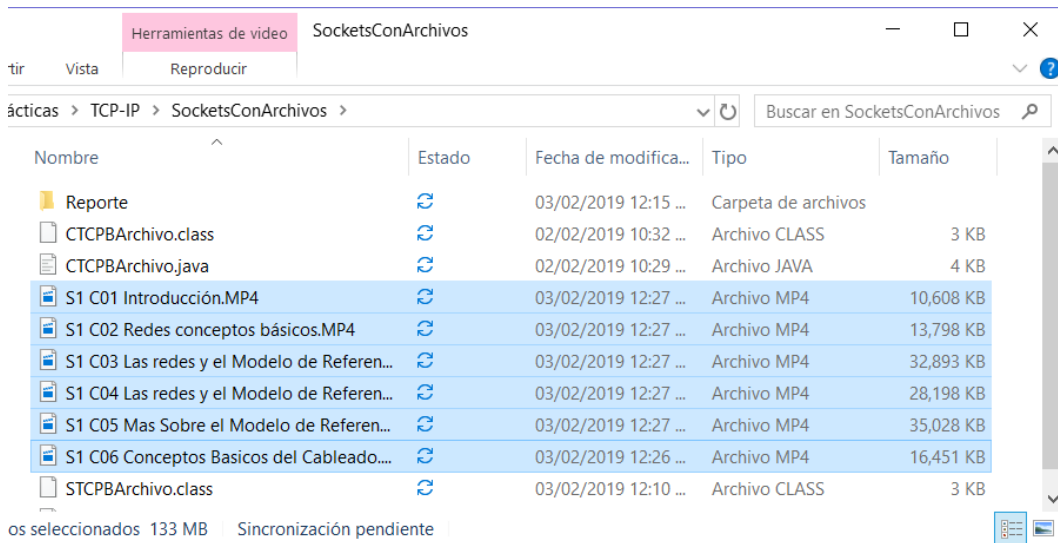 Herramientas de video SocketsConArchivos
tir Vista Reproducir
ácticas > TCP-IP > SocketsConArchivos > Buscar en SocketsConArchivos
Nombre Estado Fecha de modifica... Tipo Tamaño
Reporte 03/02/2019 12:15 ... Carpeta de archivos
CTCPBArchivo.class 02/02/2019 10:32 ... Archivo CLASS 3 KB
CTCPBArchivo.java 02/02/2019 10:29 ... Archivo JAVA 4 KB
S1 C01 Introducción.MP4 03/02/2019 12:27 ... Archivo MP4 10,608 KB
S1 C02 Redes conceptos básicos.MP4 03/02/2019 12:27 ... Archivo MP4 13,798 KB
S1 C03 Las redes y el Modelo de Referen... 03/02/2019 12:27 ... Archivo MP4 32,893 KB
S1 C04 Las redes y el Modelo de Referen... 03/02/2019 12:27 ... Archivo MP4 28,198 KB
S1 C05 Mas Sobre el Modelo de Referen... 03/02/2019 12:27 ... Archivo MP4 35,028 KB
S1 C06 Conceptos Basicos del Cableado.... 03/02/2019 12:26 ... Archivo MP4 16,451 KB
STCPBArchivo.class 03/02/2019 12:10 ... Archivo CLASS 3 KB
os seleccionados 133 MB Sincronización pendiente